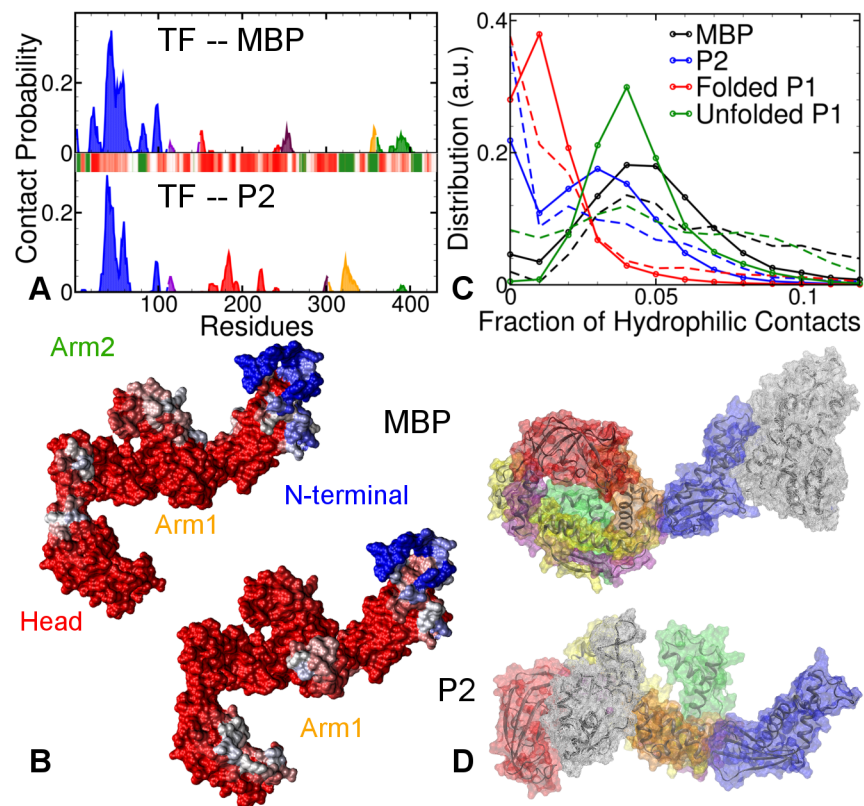 TF -- MBP
0.2
0
Contact Probability
TF -- P2
0.2
0
100 200 300 400
Residues
A
0.4
0.2
0
Distribution (a.u.)
MBP
P2
Folded P1
Unfolded P1
0 0.05 0.1
Fraction of Hydrophilic Contacts
C
Arm2
MBP
N-terminal
Arm1
Head
Arm1
B
P2
D